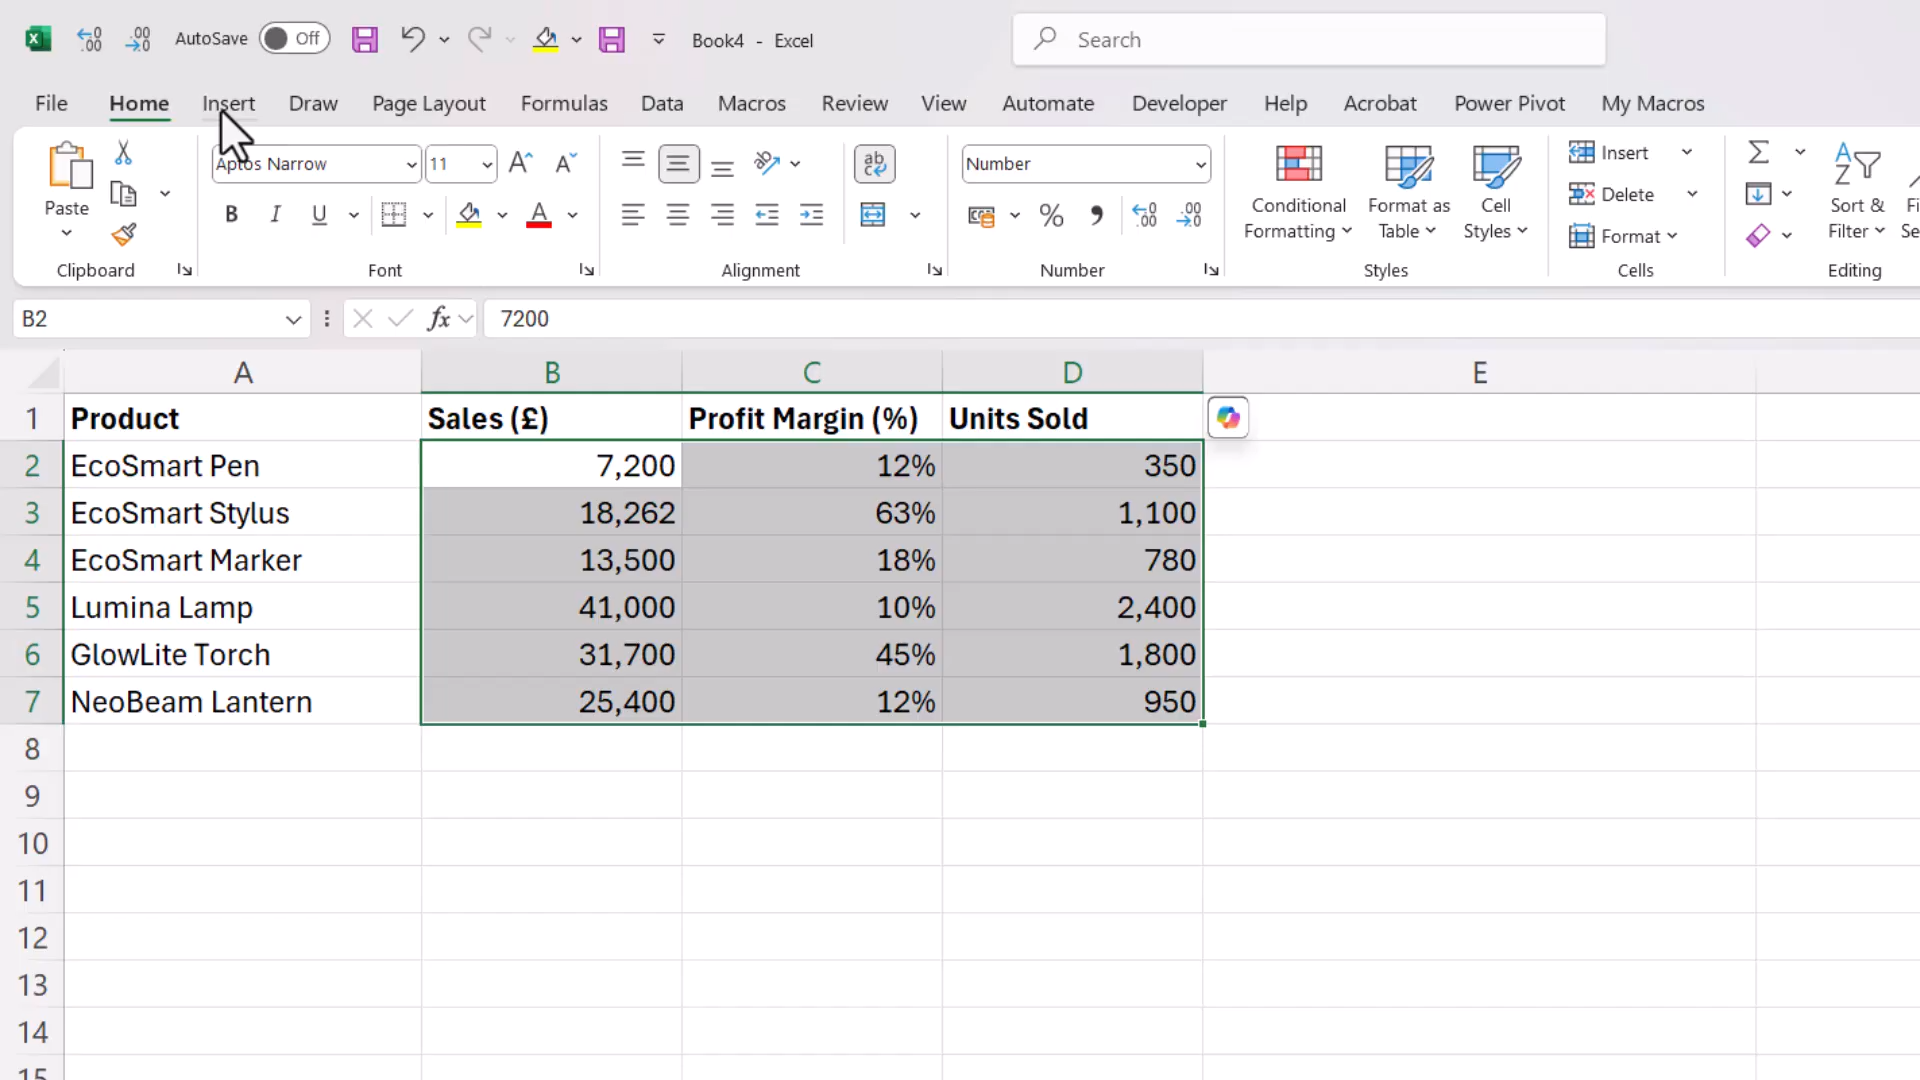 AutoSave Off Book4 - Excel Search
File Home Insert Draw Page Layout Formulas Data Macros Review View Automate Developer Help Acrobat Power Pivot My Macros
Paste
Clipboard
Aptos Narrow 11
B I U
Font
ab
Alignment
Number
%
Number
Conditional Formatting
Format as Table
Cell Styles
Styles
Insert
Delete
Format
Cells
Sort & Filter
Editing
B2 fx 7200
A B C D E
1 Product Sales (£) Profit Margin (%) Units Sold
2 EcoSmart Pen 7,200 12% 350
3 EcoSmart Stylus 18,262 63% 1,100
4 EcoSmart Marker 13,500 18% 780
5 Lumina Lamp 41,000 10% 2,400
6 GlowLite Torch 31,700 45% 1,800
7 NeoBeam Lantern 25,400 12% 950
8
9
10
11
12
13
14
15